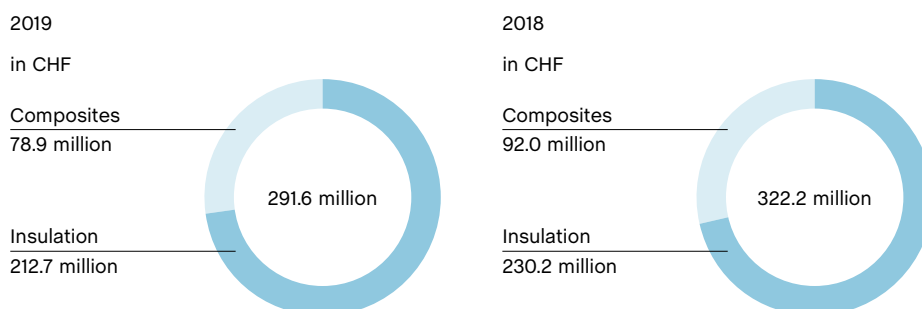 2019
in CHF
Composites
78.9 million
291.6 million
Insulation
212.7 million
2018
in CHF
Composites
92.0 million
322.2 million
Insulation
230.2 million